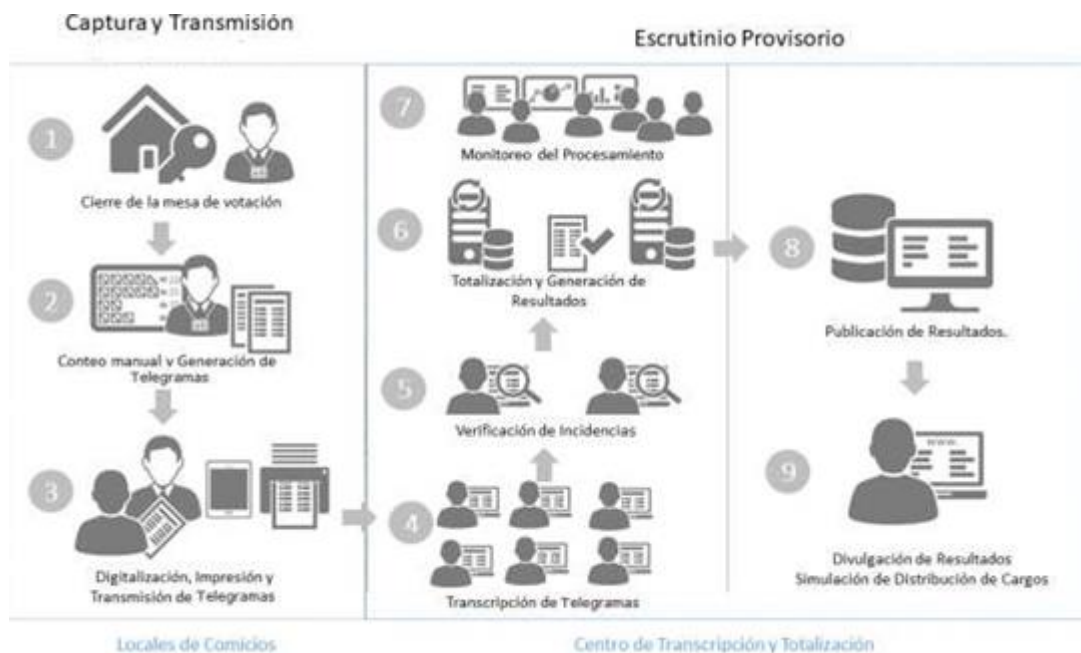 Captura y Transmisión
Escrutinio Provisorio
1
Cierre de la mesa de votación
2
Conteo manual y Generación de
Telegramas
3
Digitalización, Impresión y
Transmisión de Telegramas
7
Monitoreo del Procesamiento
6
Totalización y Generación de
Resultados
5
Verificación de Incidencias
4
Transcripción de Telegramas
8
Publicación de Resultados.
9
www.
Divulgación de Resultados
Simulación de Distribución de Cargos
Locales de Comicios
Centro de Transcripción y Totalización